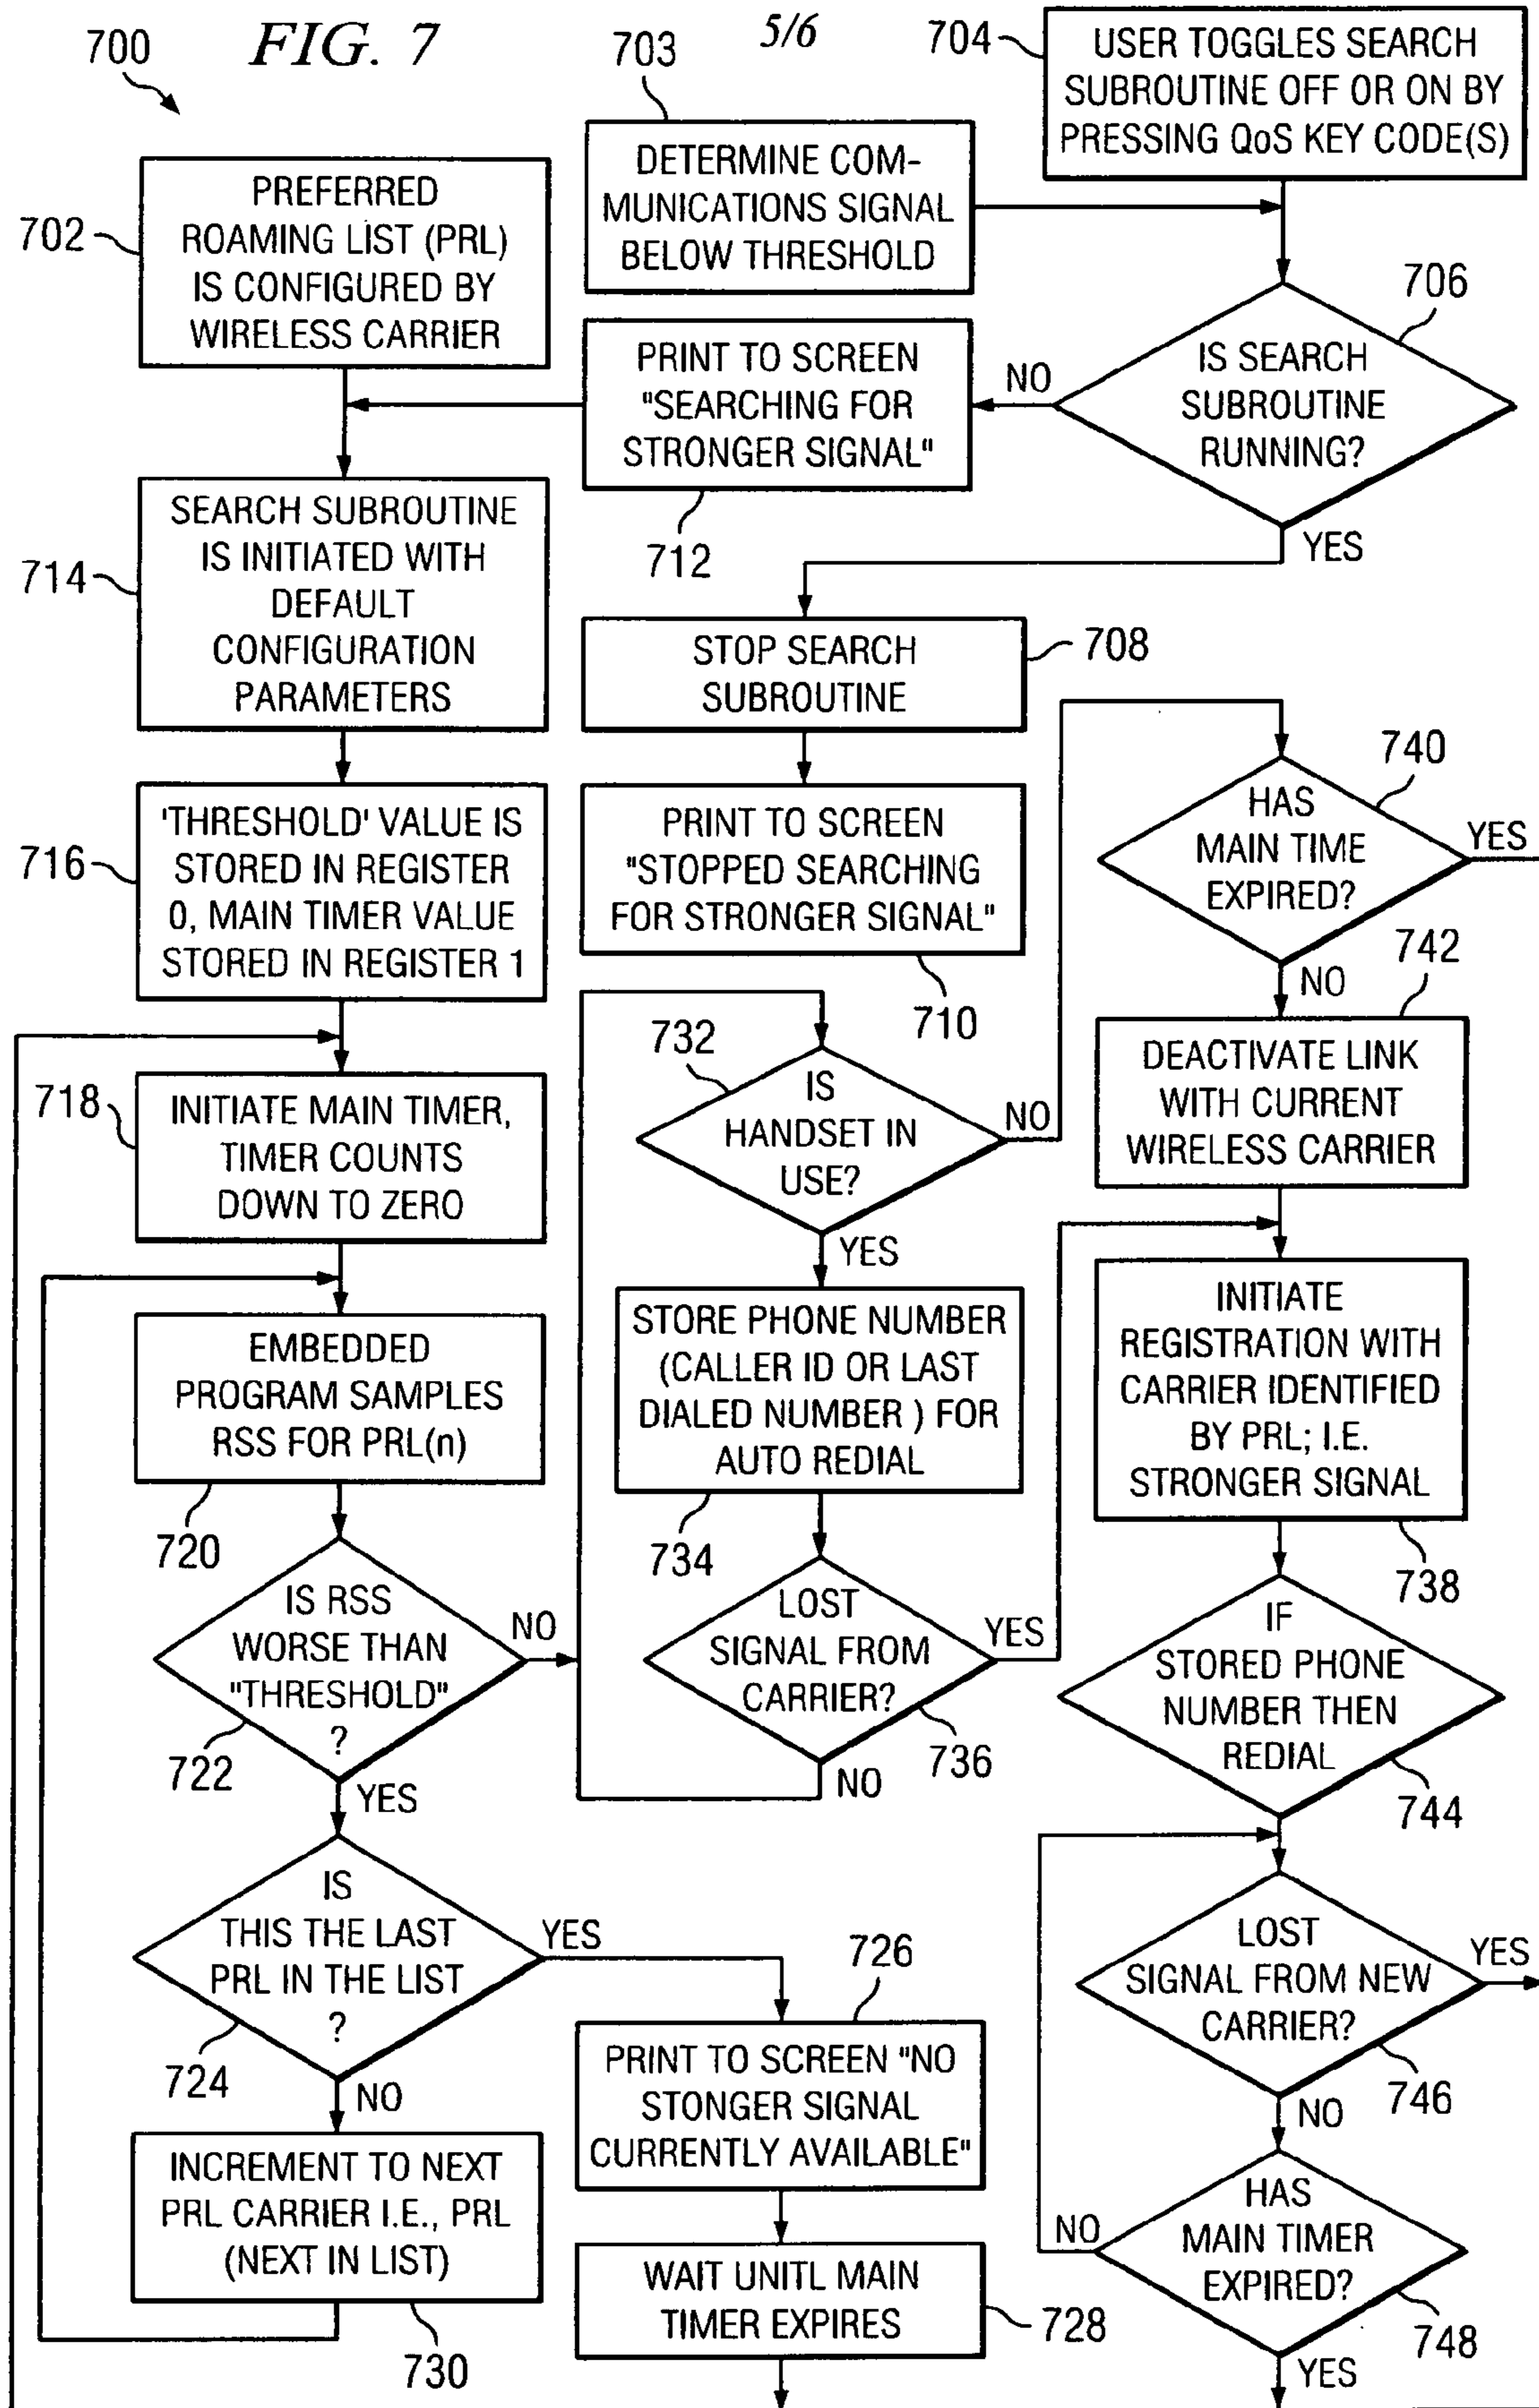 FIG. 7
5/6
700
703
704
USER TOGGLES SEARCH
SUBROUTINE OFF OR ON BY
PRESSING QoS KEY CODE(S)
DETERMINE COM-
MUNICATIONS SIGNAL
BELOW THRESHOLD
702
PREFERRED
ROAMING LIST (PRL)
IS CONFIGURED BY
WIRELESS CARRIER
706
IS SEARCH
SUBROUTINE
RUNNING?
NO
YES
PRINT TO SCREEN
"SEARCHING FOR
STRONGER SIGNAL"
712
714
SEARCH SUBROUTINE
IS INITIATED WITH
DEFAULT
CONFIGURATION
PARAMETERS
STOP SEARCH
SUBROUTINE
708
716
'THRESHOLD' VALUE IS
STORED IN REGISTER
0, MAIN TIMER VALUE
STORED IN REGISTER 1
PRINT TO SCREEN
"STOPPED SEARCHING
FOR STRONGER SIGNAL"
710
740
HAS
MAIN TIME
EXPIRED?
YES
NO
742
DEACTIVATE LINK
WITH CURRENT
WIRELESS CARRIER
718
INITIATE MAIN TIMER,
TIMER COUNTS
DOWN TO ZERO
732
IS
HANDSET IN
USE?
NO
YES
EMBEDDED
PROGRAM SAMPLES
RSS FOR PRL(n)
720
STORE PHONE NUMBER
(CALLER ID OR LAST
DIALED NUMBER ) FOR
AUTO REDIAL
734
INITIATE
REGISTRATION WITH
CARRIER IDENTIFIED
BY PRL; I.E.
STRONGER SIGNAL
738
IS RSS
WORSE THAN
"THRESHOLD"
?
NO
722
YES
LOST
SIGNAL FROM
CARRIER?
YES
736
NO
IF
STORED PHONE
NUMBER THEN
REDIAL
744
IS
THIS THE LAST
PRL IN THE LIST
?
YES
724
NO
726
PRINT TO SCREEN "NO
STONGER SIGNAL
CURRENTLY AVAILABLE"
LOST
SIGNAL FROM NEW
CARRIER?
YES
746
NO
INCREMENT TO NEXT
PRL CARRIER I.E., PRL
(NEXT IN LIST)
730
WAIT UNITL MAIN
TIMER EXPIRES
728
HAS
MAIN TIMER
EXPIRED?
NO
748
YES